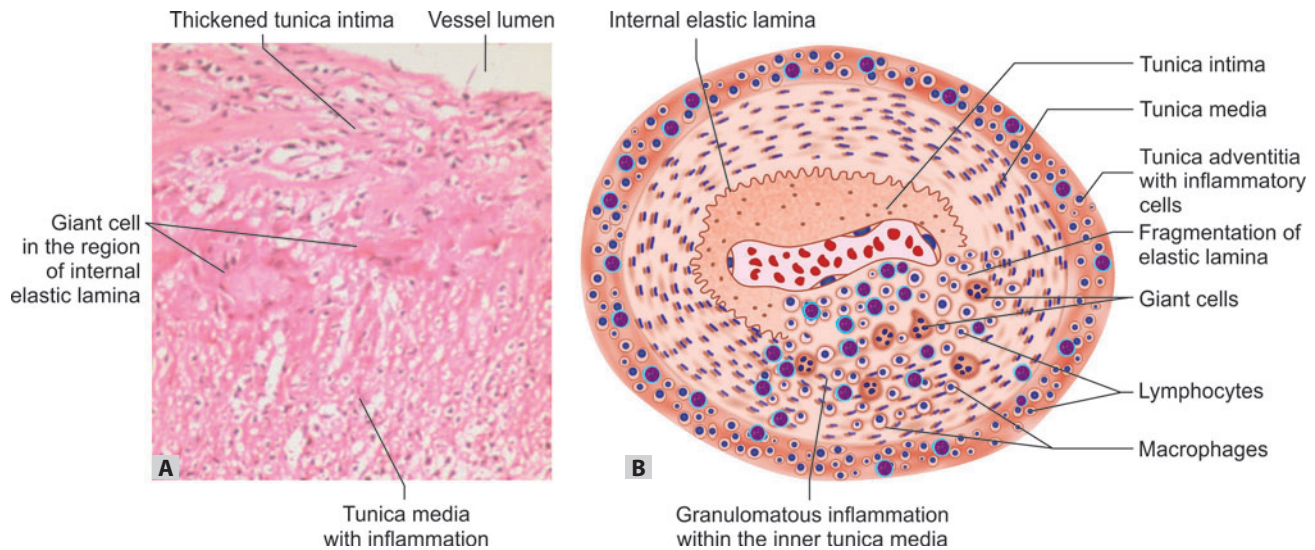 Thickened tunica intima
Vessel lumen
Giant cell
in the region
of internal
elastic lamina
A
Tunica media
with inflammation
Internal elastic lamina
Tunica intima
Tunica media
Tunica adventitia
with inflammatory
cells
Fragmentation of
elastic lamina
Giant cells
Lymphocytes
Macrophages
B
Granulomatous inflammation
within the inner tunica media